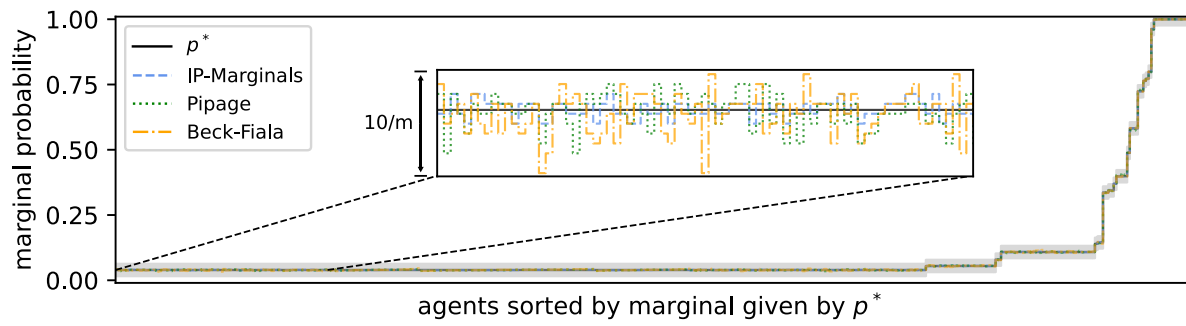 marginal probability
1.00
0.75
0.50
0.25
0.00
p*
IP-Marginals
Pipage
Beck-Fiala
10/m
agents sorted by marginal given by p*